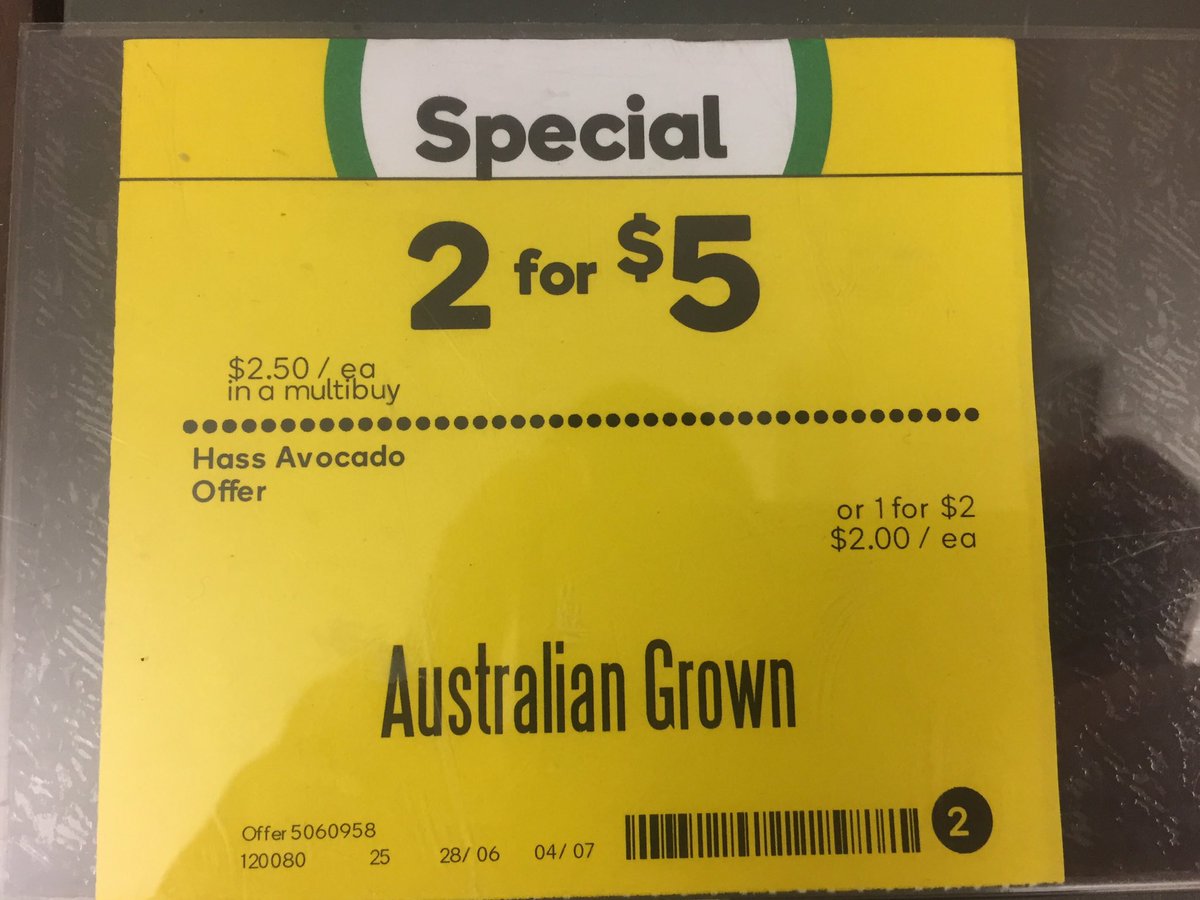 Special
2 for $5
$2.50 / ea
in a multibuy
Hass Avocado
Offer
or 1 for $2
$2.00 / ea
Australian Grown
Offer 5060958
120080 25 28/ 06 04/ 07
2